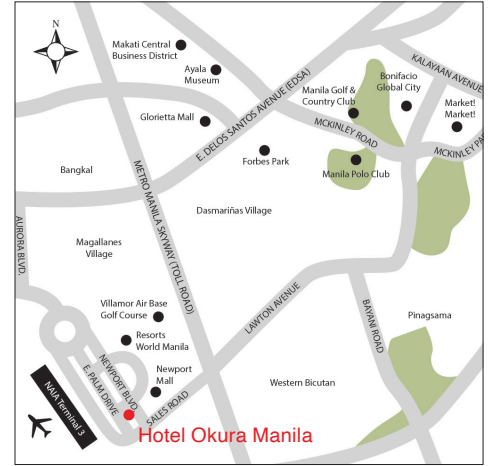 N
Makati Central
Business District
Ayala
Museum
Glorietta Mall
E. DELOS SANTOS AVENUE (EDSA)
Manila Golf &
Country Club
Bonifacio
Global City
KALAYAAN AVENUE
Market!
Market!
MCKINLEY ROAD
MCKINLEY PA
Forbes Park
Manila Polo Club
Bangkal
METRO MANILA SKYWAY (TOLL ROAD)
Dasmariñas Village
AURORA BLVD.
Magallanes
Village
Villamor Air Base
Golf Course
Resorts
World Manila
Newport
Mall
LAWTON AVENUE
BAYANI ROAD
Pinagsama
Western Bicutan
NEWPORT BLVD.
E. PALM DRIVE
SALES ROAD
NAIA Terminal 3
Hotel Okura Manila